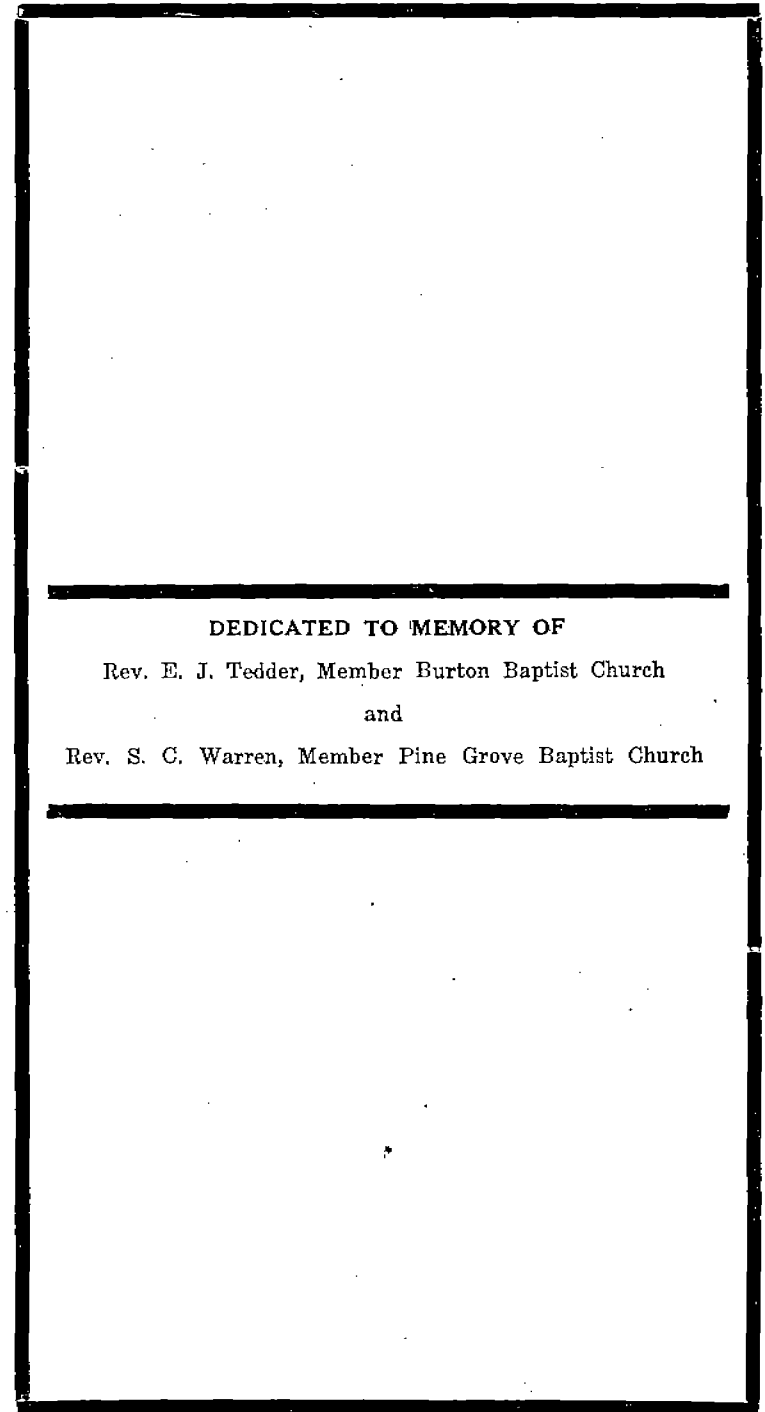 DEDICATED TO MEMORY OF
Rev. E. J. Tedder, Member Burton Baptist Church
and
Rev. S. C. Warren, Member Pine Grove Baptist Church